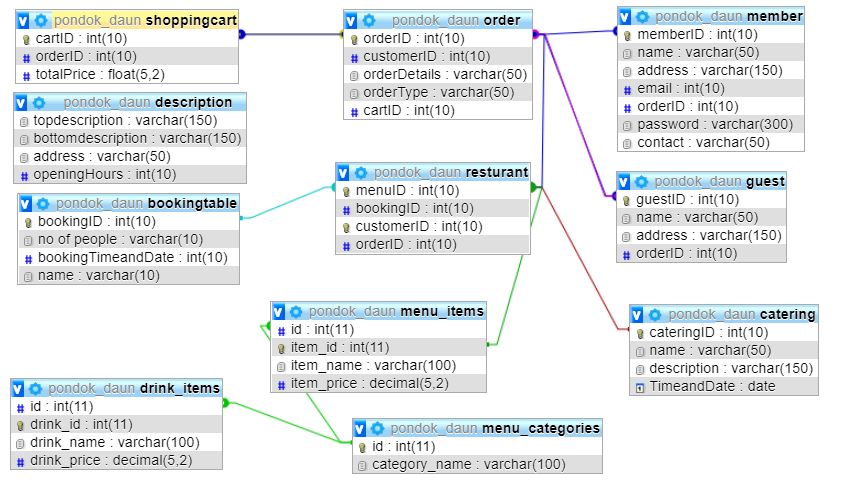 pondok_daun shoppingcart
cartID : int(10)
orderID : int(10)
totalPrice : float(5,2)
pondok_daun order
orderID : int(10)
customerID : int(10)
orderDetails : varchar(50)
orderType : varchar(50)
cartID : int(10)
pondok_daun member
memberID : int(10)
name : varchar(50)
address : varchar(150)
email : int(10)
orderID : int(10)
password : varchar(300)
contact : varchar(50)
pondok_daun description
topdescription : varchar(150)
bottomdescription : varchar(150)
address : varchar(50)
openingHours : int(10)
pondok_daun resturant
menuID : int(10)
bookingID : int(10)
customerID : int(10)
orderID : int(10)
pondok_daun guest
guestID : int(10)
name : varchar(50)
address : varchar(150)
orderID : int(10)
pondok_daun bookingtable
bookingID : int(10)
no of people : varchar(10)
bookingTimeandDate : int(10)
name : varchar(10)
pondok_daun menu_items
id : int(11)
item_id : int(11)
item_name : varchar(100)
item_price : decimal(5,2)
pondok_daun catering
cateringID : int(10)
name : varchar(50)
description : varchar(150)
TimeandDate : date
pondok_daun drink_items
id : int(11)
drink_id : int(11)
drink_name : varchar(100)
drink_price : decimal(5,2)
pondok_daun menu_categories
id : int(11)
category_name : varchar(100)